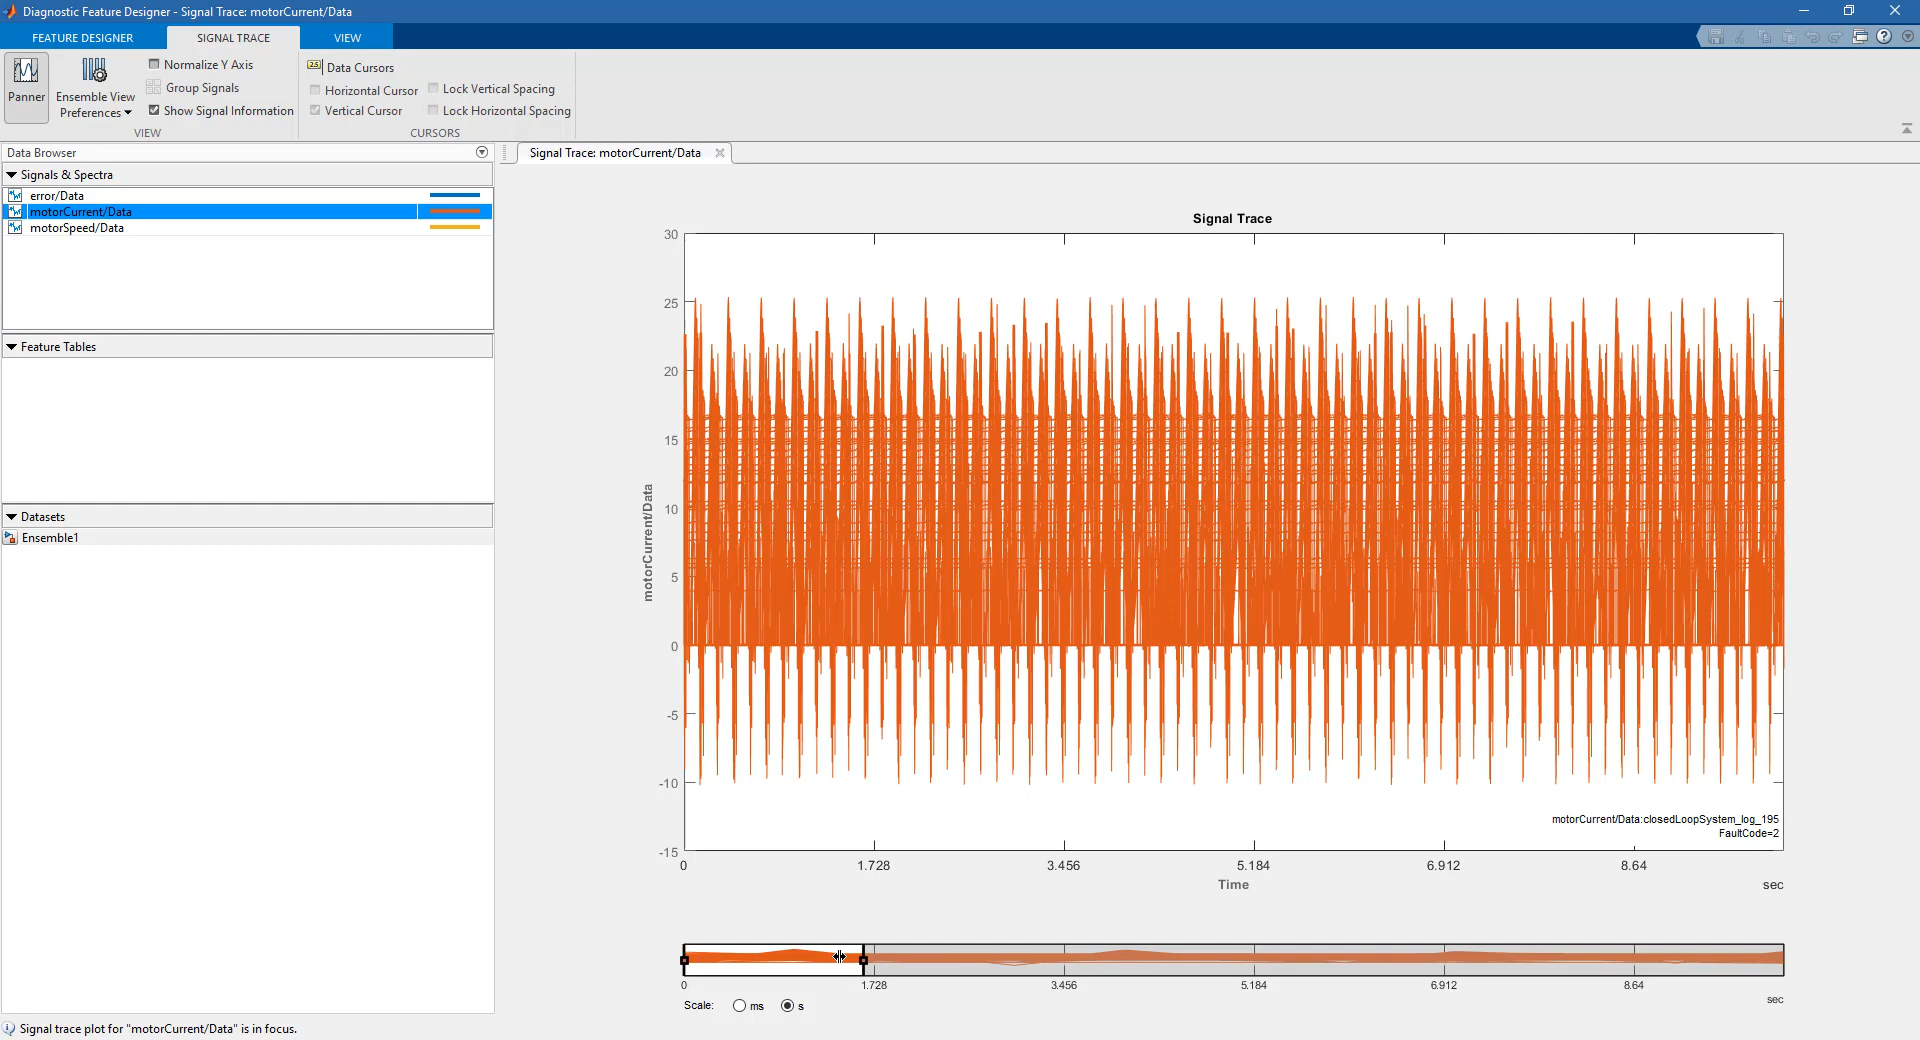 Diagnostic Feature Designer - Signal Trace: motorCurrent/Data
FEATURE DESIGNER
SIGNAL TRACE
VIEW
Panner
Ensemble View
Preferences
Normalize Y Axis
Group Signals
Show Signal Information
VIEW
Data Cursors
Horizontal Cursor
Vertical Cursor
Lock Vertical Spacing
Lock Horizontal Spacing
CURSORS
Data Browser
Signals & Spectra
error/Data
motorCurrent/Data
motorSpeed/Data
Feature Tables
Datasets
Ensemble1
Signal Trace: motorCurrent/Data
Signal Trace
30
25
20
15
10
5
0
-5
-10
-15
motorCurrent/Data
motorCurrent/Data:closedLoopSystem_log_195
FaultCode=2
0 1.728 3.456 5.184 6.912 8.64
Time
sec
0 1.728 3.456 5.184 6.912 8.64
sec
Scale: ms s
Signal trace plot for "motorCurrent/Data" is in focus.